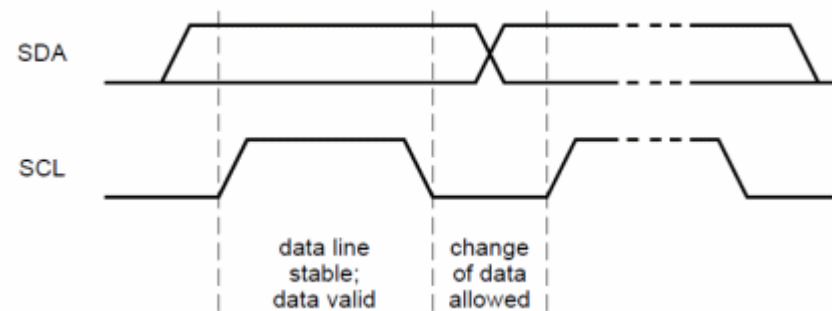 SDA
SCL
data line
stable;
data valid
change
of data
allowed